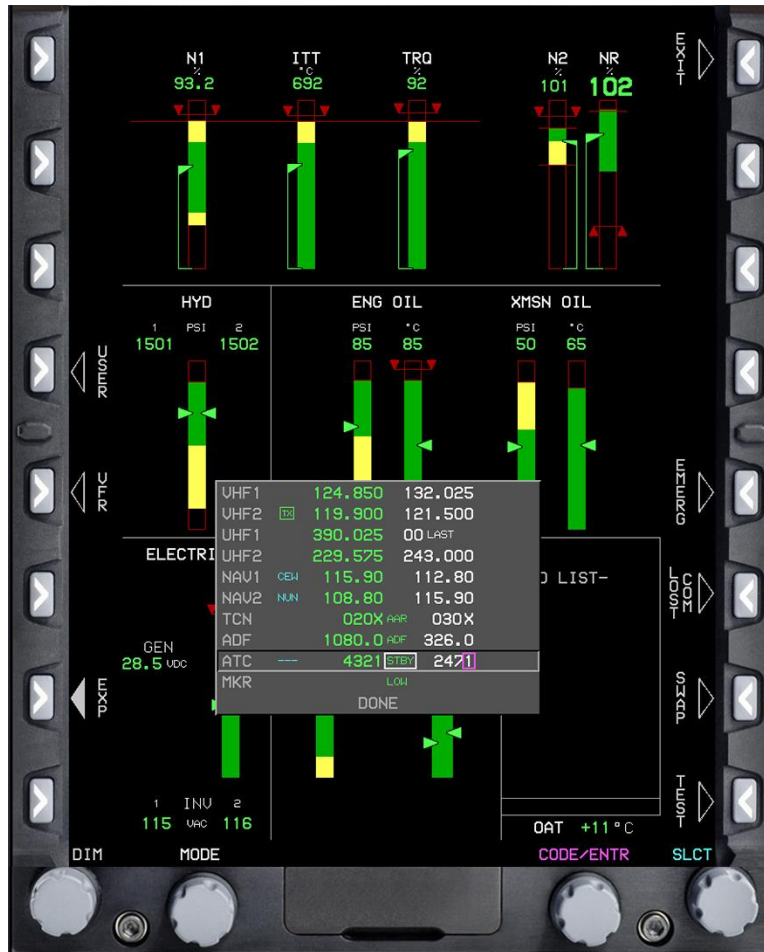 N1 ITT TRQ N2 NR
% °C % % %
93.2 692 92 101 102
EXIT
HYD ENG OIL XMSN OIL
1 PSI 2 PSI °C PSI °C
1501 1502 85 85 50 65
USER
VFR
EMERG
VHF1 124.850 132.025
VHF2 TX 119.900 121.500
UHF1 390.025 00 LAST
UHF2 229.575 243.000
NAV1 CEW 115.90 112.80
NAV2 NUN 108.80 115.90
TCN 020X AAR 030X
ADF 1080.0 ADF 326.0
ATC --- 4321 STBY 2471
MKR LOW
DONE
ELECTRI
LIST-
LOST COM
GEN
28.5 VDC
EXP
SWAP
TEST
1 INV 2
115 VAC 116
OAT +11°C
DIM MODE CODE/ENTR SLCT